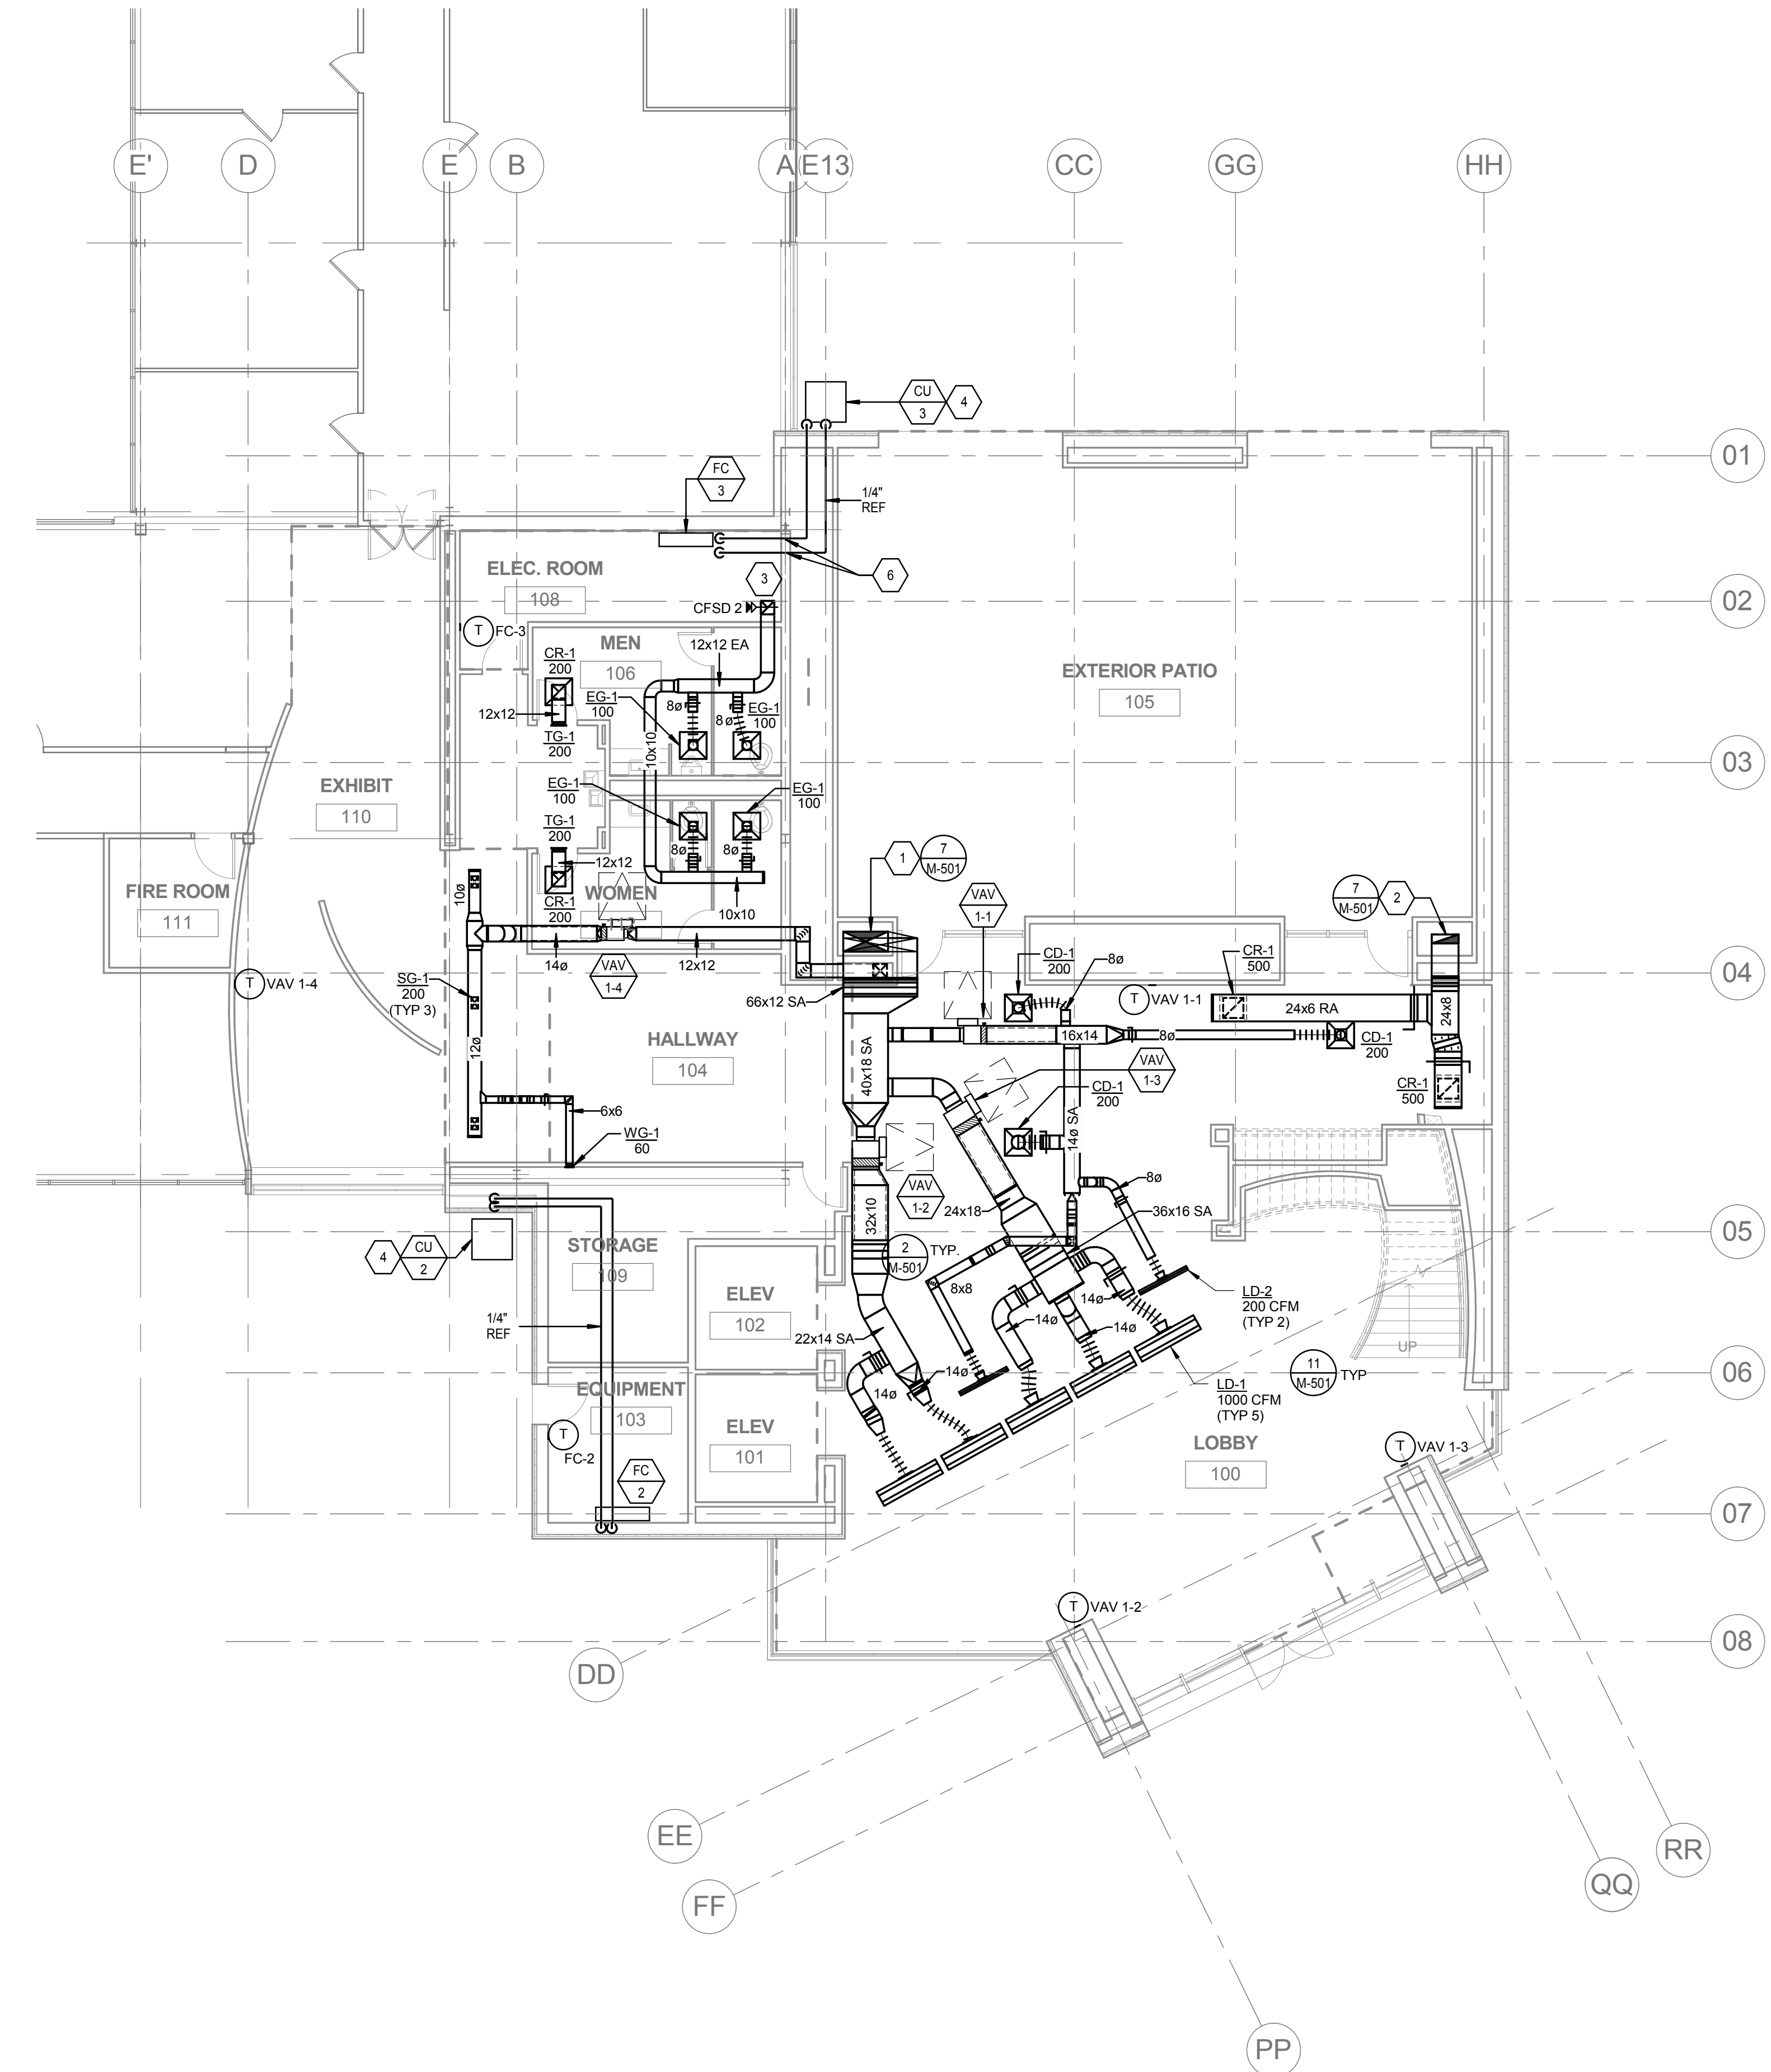 E'
D
E
B
A
E13
CC
GG
HH
CU
3
4
01
FC
3
1/4"
REF
6
ELEC. ROOM
108
3
CFSD 2
02
T
FC-3
MEN
106
12x12 EA
CR-1
200
EG-1
100
8ø
8ø
EG-1
100
12x12
TG-1
200
10x10
EXTERIOR PATIO
105
03
EXHIBIT
110
EG-1
100
EG-1
100
TG-1
200
8ø
8ø
12x12
1
7
M-501
7
M-501
2
VAV
1-1
FIRE ROOM
111
10ø
WOMEN
CR-1
200
10x10
14ø
VAV
1-4
12x12
CD-1
200
8ø
CR-1
500
04
T
VAV 1-4
SG-1
200
(TYP 3)
66x12 SA
T
VAV 1-1
24x6 RA
24x8
12ø
HALLWAY
104
40x18 SA
16x14
8ø
CD-1
200
VAV
1-3
CD-1
200
CR-1
500
6x6
WG-1
60
14ø SA
8ø
VAV
1-2
24x18
36x16 SA
32x10
05
4
CU
2
STORAGE
109
2
M-501
TYP.
ELEV
102
8x8
14ø
LD-2
200 CFM
(TYP 2)
1/4"
REF
22x14 SA
14ø
14ø
UP
EQUIPMENT
103
14ø
14ø
LD-1
1000 CFM
(TYP 5)
11
M-501
TYP
06
T
FC-2
ELEV
101
LOBBY
100
T
VAV 1-3
FC
2
07
T
VAV 1-2
08
DD
EE
FF
RR
QQ
PP